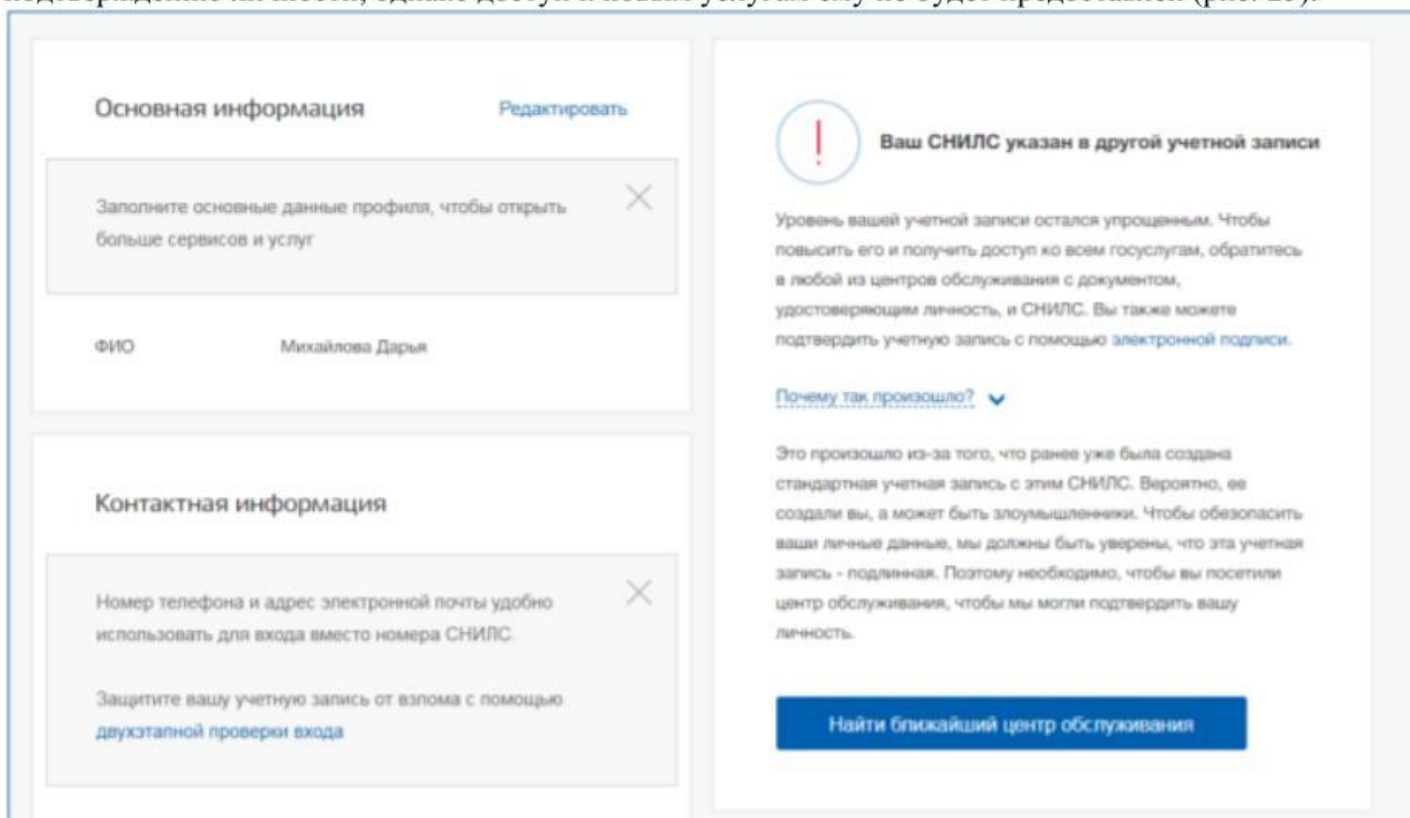 Основная информация
Редактировать
Заполните основные данные профиля, чтобы открыть
больше сервисов и услуг
ФИО
Михайлова Дарья
Контактная информация
Номер телефона и адрес электронной почты удобно
использовать для входа вместо номера СНИЛС.
Защитите вашу учетную запись от взлома с помощью
двухэтапной проверки входа
Ваш СНИЛС указан в другой учетной записи
Уровень вашей учетной записи остался упрощенным. Чтобы
повысить его и получить доступ ко всем госуслугам, обратитесь
в любой из центров обслуживания с документом,
удостоверяющим личность, и СНИЛС. Вы также можете
подтвердить учетную запись с помощью электронной подписи.
Почему так произошло?
Это произошло из-за того, что ранее уже была создана
стандартная учетная запись с этим СНИЛС. Вероятно, ее
создали вы, а может быть злоумышленники. Чтобы обезопасить
ваши личные данные, мы должны быть уверены, что эта учетная
запись - подлинная. Поэтому необходимо, чтобы вы посетили
центр обслуживания, чтобы мы могли подтвердить вашу
личность.
Найти ближайший центр обслуживания